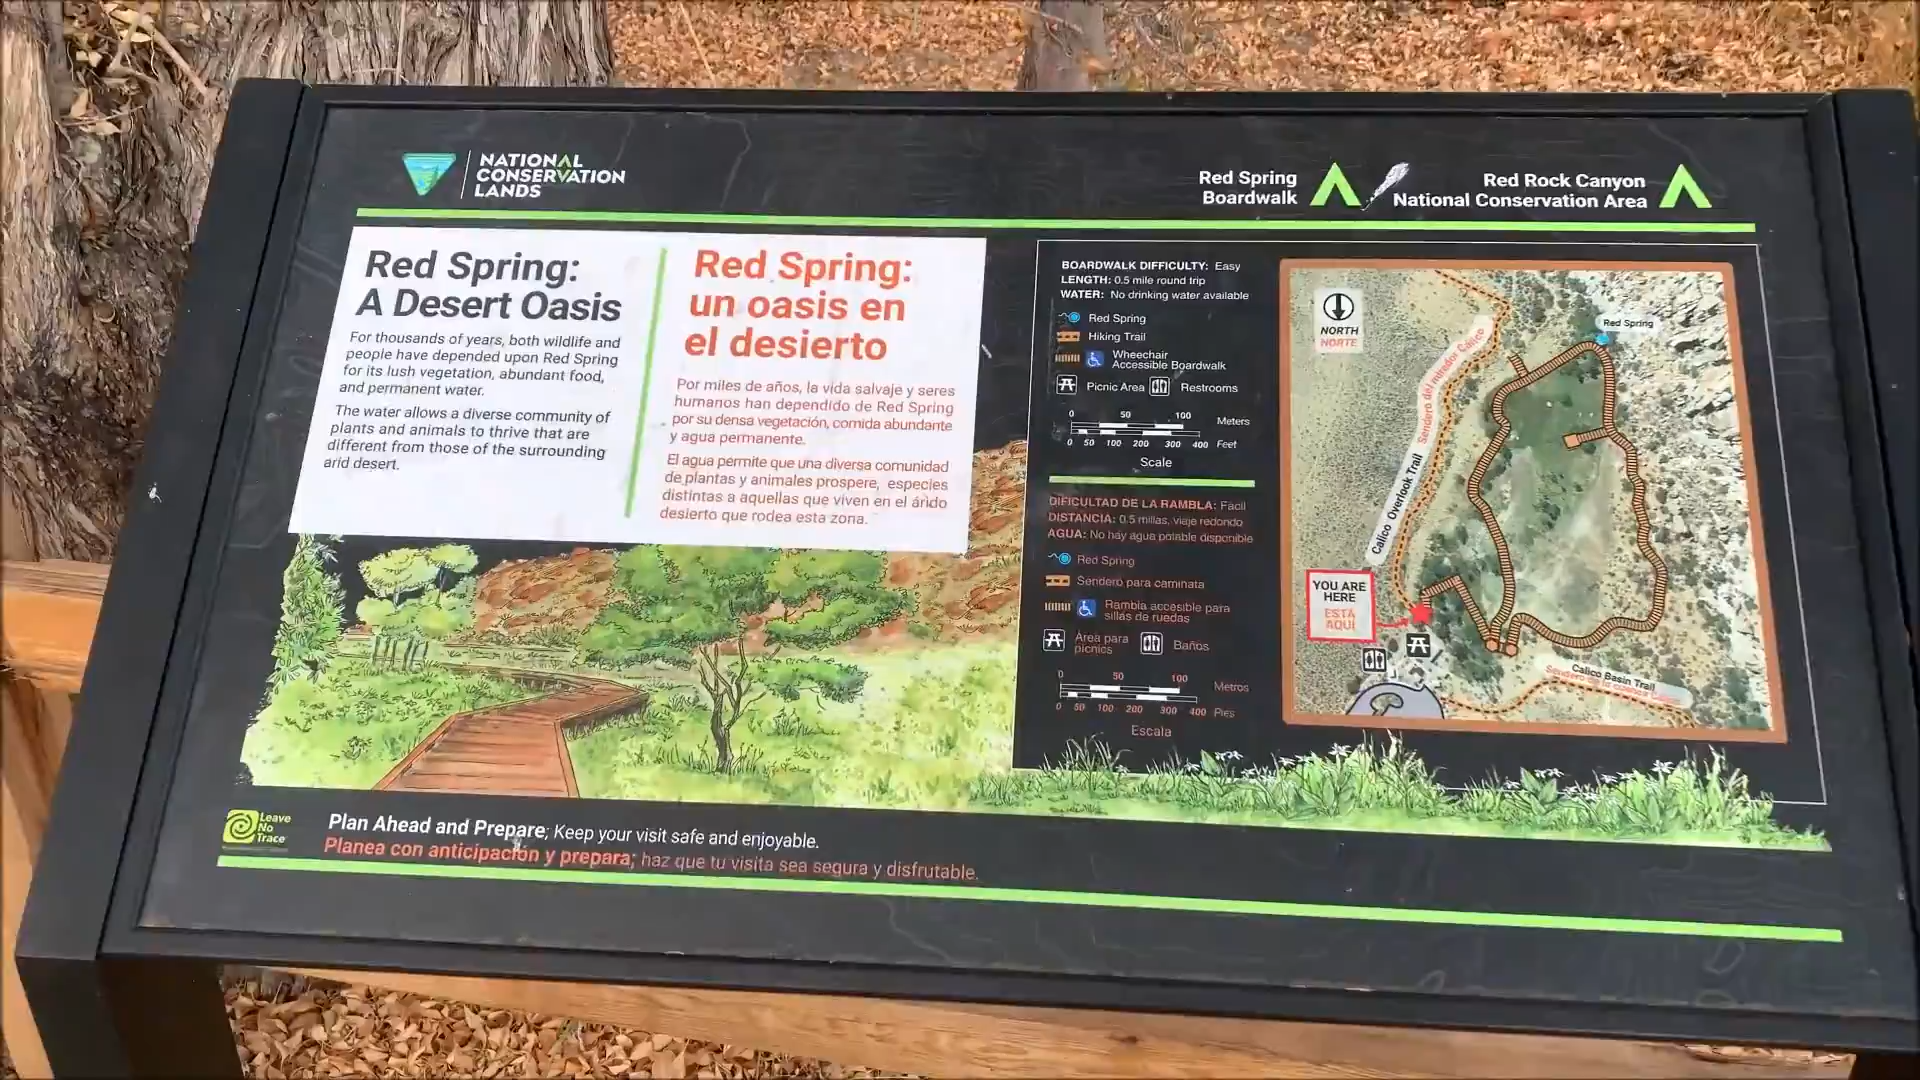 NATIONAL
CONSERVATION
LANDS
Red Spring
Boardwalk
Red Rock Canyon
National Conservation Area
Red Spring:
A Desert Oasis
For thousands of years, both wildlife and
people have depended upon Red Spring
for its lush vegetation, abundant food,
and permanent water.
The water allows a diverse community of
plants and animals to thrive that are
different from those of the surrounding
arid desert.
Red Spring:
un oasis en
el desierto
Por miles de años, la vida salvaje y seres
humanos han dependido de Red Spring
por su densa vegetación, comida abundante
y agua permanente.
El agua permite que una diversa comunidad
de plantas y animales prospere, especies
distintas a aquellas que viven en el árido
desierto que rodea esta zona.
BOARDWALK DIFFICULTY: Easy
LENGTH: 0.5 mile round trip
WATER: No drinking water available
Red Spring
Hiking Trail
Wheechair
Accessible Boardwalk
Picnic Area
Restrooms
0 50 100 Meters
0 50 100 200 300 400 Feet
Scale
DIFICULTAD DE LA RAMBLA: Fácil
DISTANCIA: 0.5 millas, viaje redondo
AGUA: No hay agua potable disponible
Red Spring
Sendero para caminata
Rambla accesible para
sillas de ruedas
Área para
picnics
Baños
0 50 100 Metros
0 50 100 200 300 400 Pies
Escala
NORTH
NORTE
Red Spring
Calico Overlook Trail
Sendero del mirador Calico
YOU ARE
HERE
ESTÁ
AQUÍ
Calico Basin Trail
Leave
No
Trace
Plan Ahead and Prepare; Keep your visit safe and enjoyable.
Planea con anticipación y prepara; haz que tu visita sea segura y disfrutable.